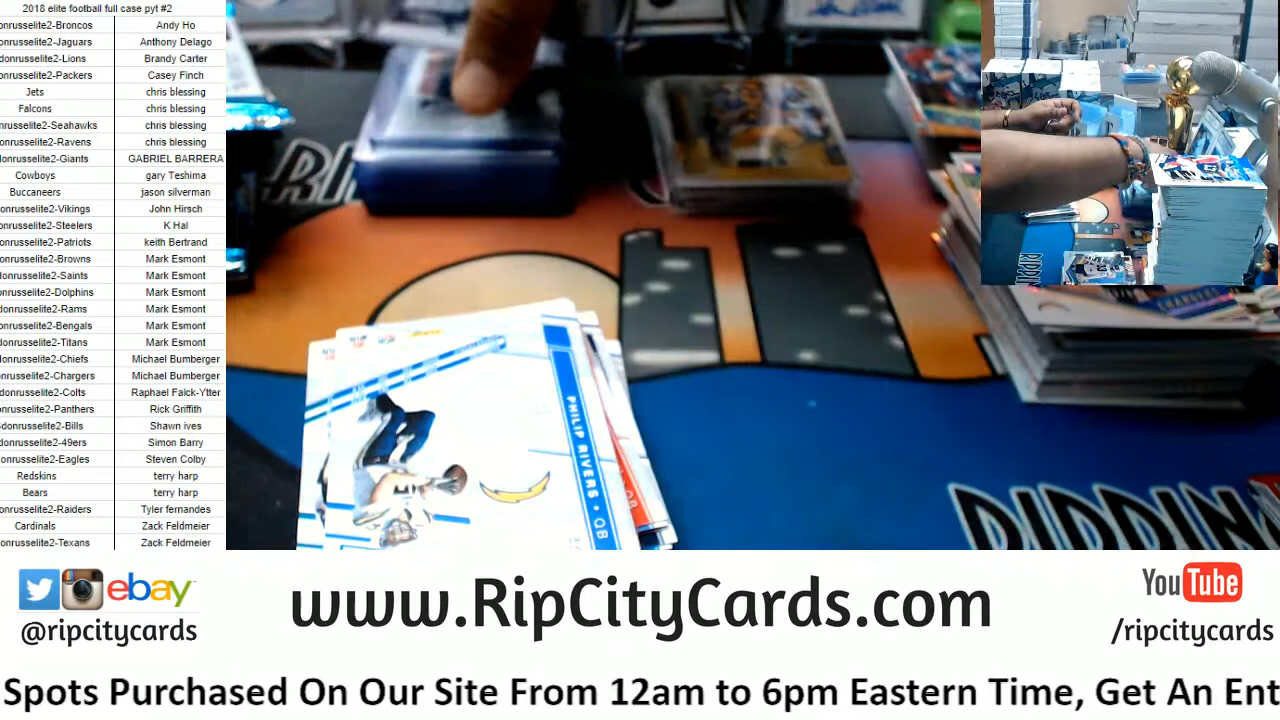 2018 elite football full case pyt #2
onrusselite2-Broncos Andy Ho
onrusselite2-Jaguars Anthony Delago
donrusselite2-Lions Brandy Carter
onrusselite2-Packers Casey Finch
Jets chris blessing
Falcons chris blessing
nrusselite2-Seahawks chris blessing
onrusselite2-Ravens chris blessing
donrusselite2-Giants GABRIEL BARRERA
Cowboys gary Teshima
Buccaneers jason silverman
onrusselite2-Vikings John Hirsch
onrusselite2-Steelers K Hal
onrusselite2-Patriots keith Bertrand
onrusselite2-Browns Mark Esmont
donrusselite2-Saints Mark Esmont
onrusselite2-Dolphins Mark Esmont
donrusselite2-Rams Mark Esmont
onrusselite2-Bengals Mark Esmont
donrusselite2-Titans Mark Esmont
onrusselite2-Chiefs Michael Bumberger
nrusselite2-Chargers Michael Bumberger
donrusselite2-Colts Raphael Falck-Ytter
onrusselite2-Panthers Rick Griffith
donrusselite2-Bills Shawn ives
donrusselite2-49ers Simon Barry
onrusselite2-Eagles Steven Colby
Redskins terry harp
Bears terry harp
onrusselite2-Raiders Tyler fernandes
Cardinals Zack Feldmeier
onrusselite2-Texans Zack Feldmeier
PHILIP RIVERS • QB
RIPPIN
ebay
@ripcitycards
www.RipCityCards.com
YouTube
/ripcitycards
Spots Purchased On Our Site From 12am to 6pm Eastern Time, Get An Ent